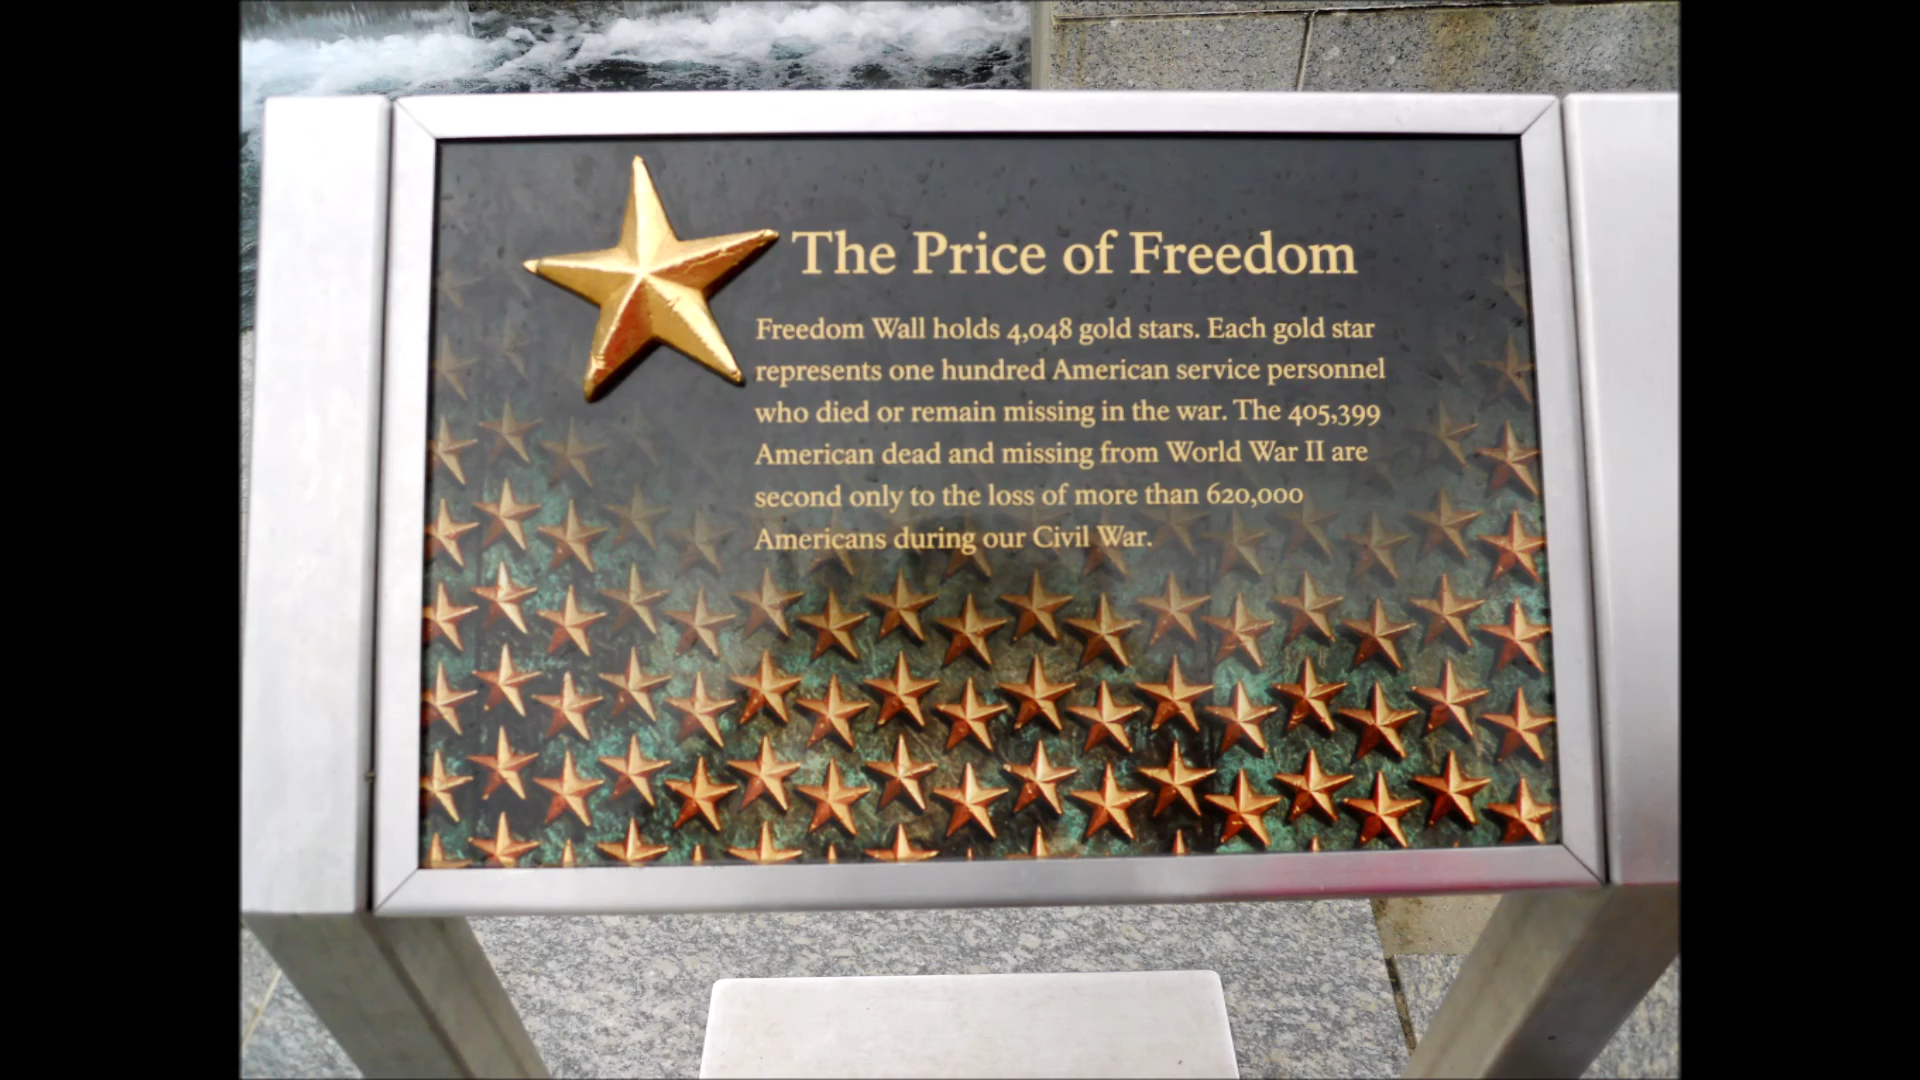 The Price of Freedom
Freedom Wall holds 4,048 gold stars. Each gold star
represents one hundred American service personnel
who died or remain missing in the war. The 405,399
American dead and missing from World War II are
second only to the loss of more than 620,000
Americans during our Civil War.